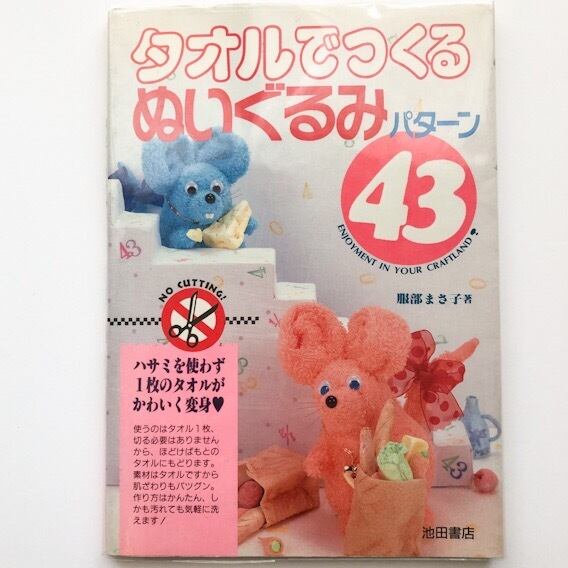 タオルでつくる
ぬいぐるみパターン
43
ENJOYMENT IN YOUR CRAFTLAND
服部まさ子著
NO CUTTING!
ハサミを使わず
1枚のタオルが
かわいく変身♥
使うのはタオル1枚、
切る必要はありません
から、ほどけばもとの
タオルにもどります。
素材はタオルですから
肌ざわりもバツグン。
作り方はかんたん、し
かも汚れても気軽に洗
えます!
池田書店